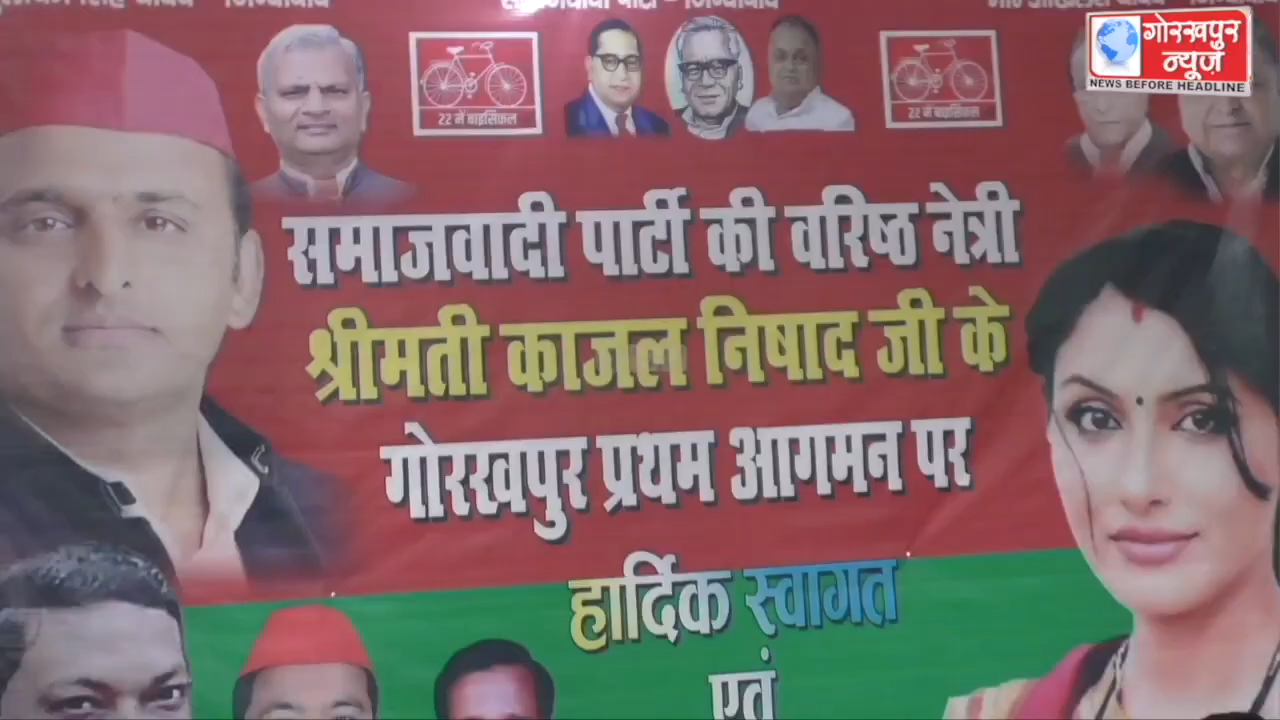 गोरखपुर
न्यूज़
NEWS BEFORE HEADLINE
22 में बाइसिकल
22 में बाइसिकल
समाजवादी पार्टी की वरिष्ठ नेत्री
श्रीमती काजल निषाद जी के
गोरखपुर प्रथम आगमन पर
हार्दिक स्वागत
एवं